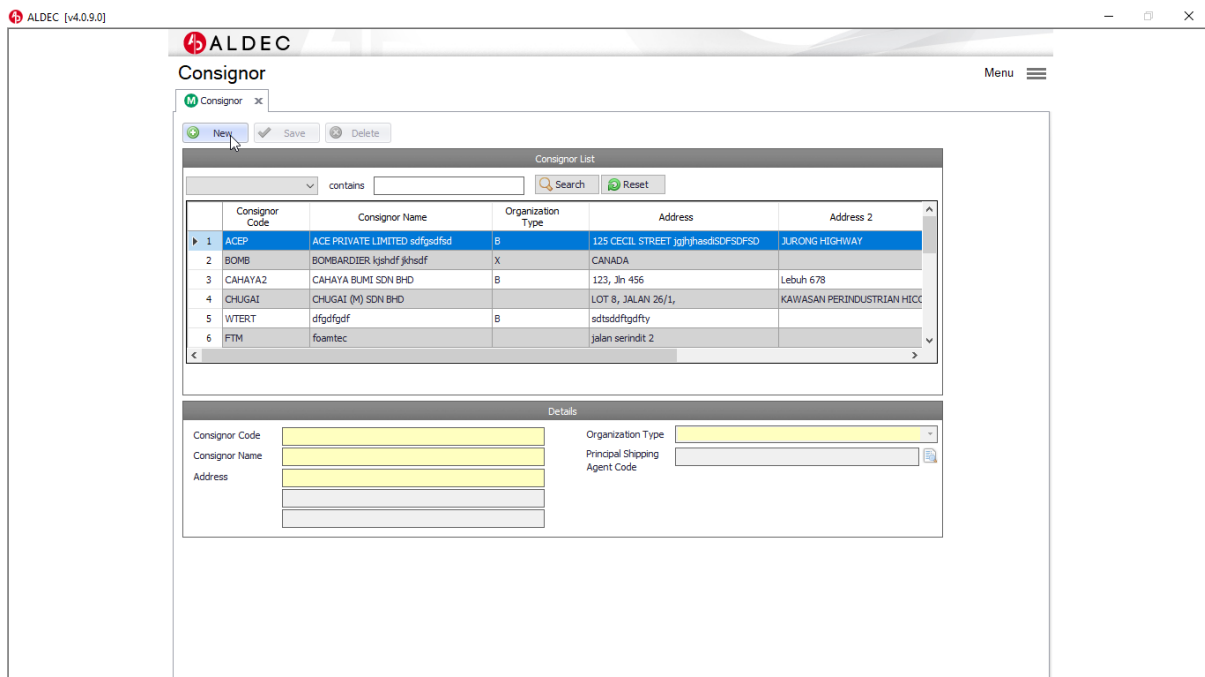 ALDEC [v4.0.9.0]
ALDEC
Consignor
Menu
Consignor
New Save Delete
Consignor List
contains Search Reset
Consignor Code Consignor Name Organization Type Address Address 2
1 ACEP ACE PRIVATE LIMITED sdfgsdfsd B 125 CECIL STREET jgjhjhasdiSDFSDFSD JURONG HIGHWAY
2 BOMB BOMBARDIER kjshdf jkhsdf X CANADA
3 CAHAYA2 CAHAYA BUMI SDN BHD B 123, Jln 456 Lebuh 678
4 CHUGAI CHUGAI (M) SDN BHD LOT 8, JALAN 26/1, KAWASAN PERINDUSTRIAN HICO
5 WTERT dfgdfgdf B sdtsddftgdfty
6 FTM foamtec jalan serindit 2
Details
Consignor Code Organization Type
Consignor Name Principal Shipping Agent Code
Address